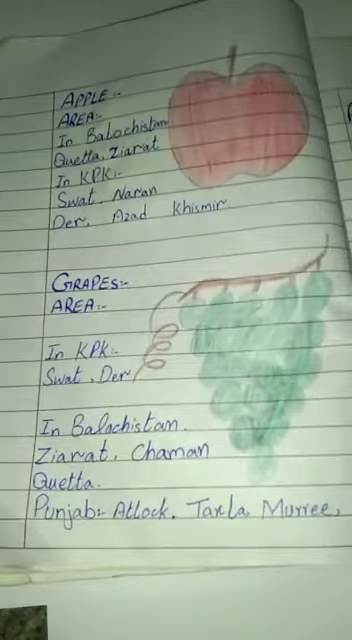 APPLE:-
AREA:-
In Balochistan
Quetta, Ziarat
In KPK:-
Swat, Naran
Der, Azad Khismir
GRAPES:-
AREA:-
In KPK:-
Swat, Der
In Balochistan.
Ziarat, Chaman
Quetta.
Punjab:- Attock, Taxla, Murree,